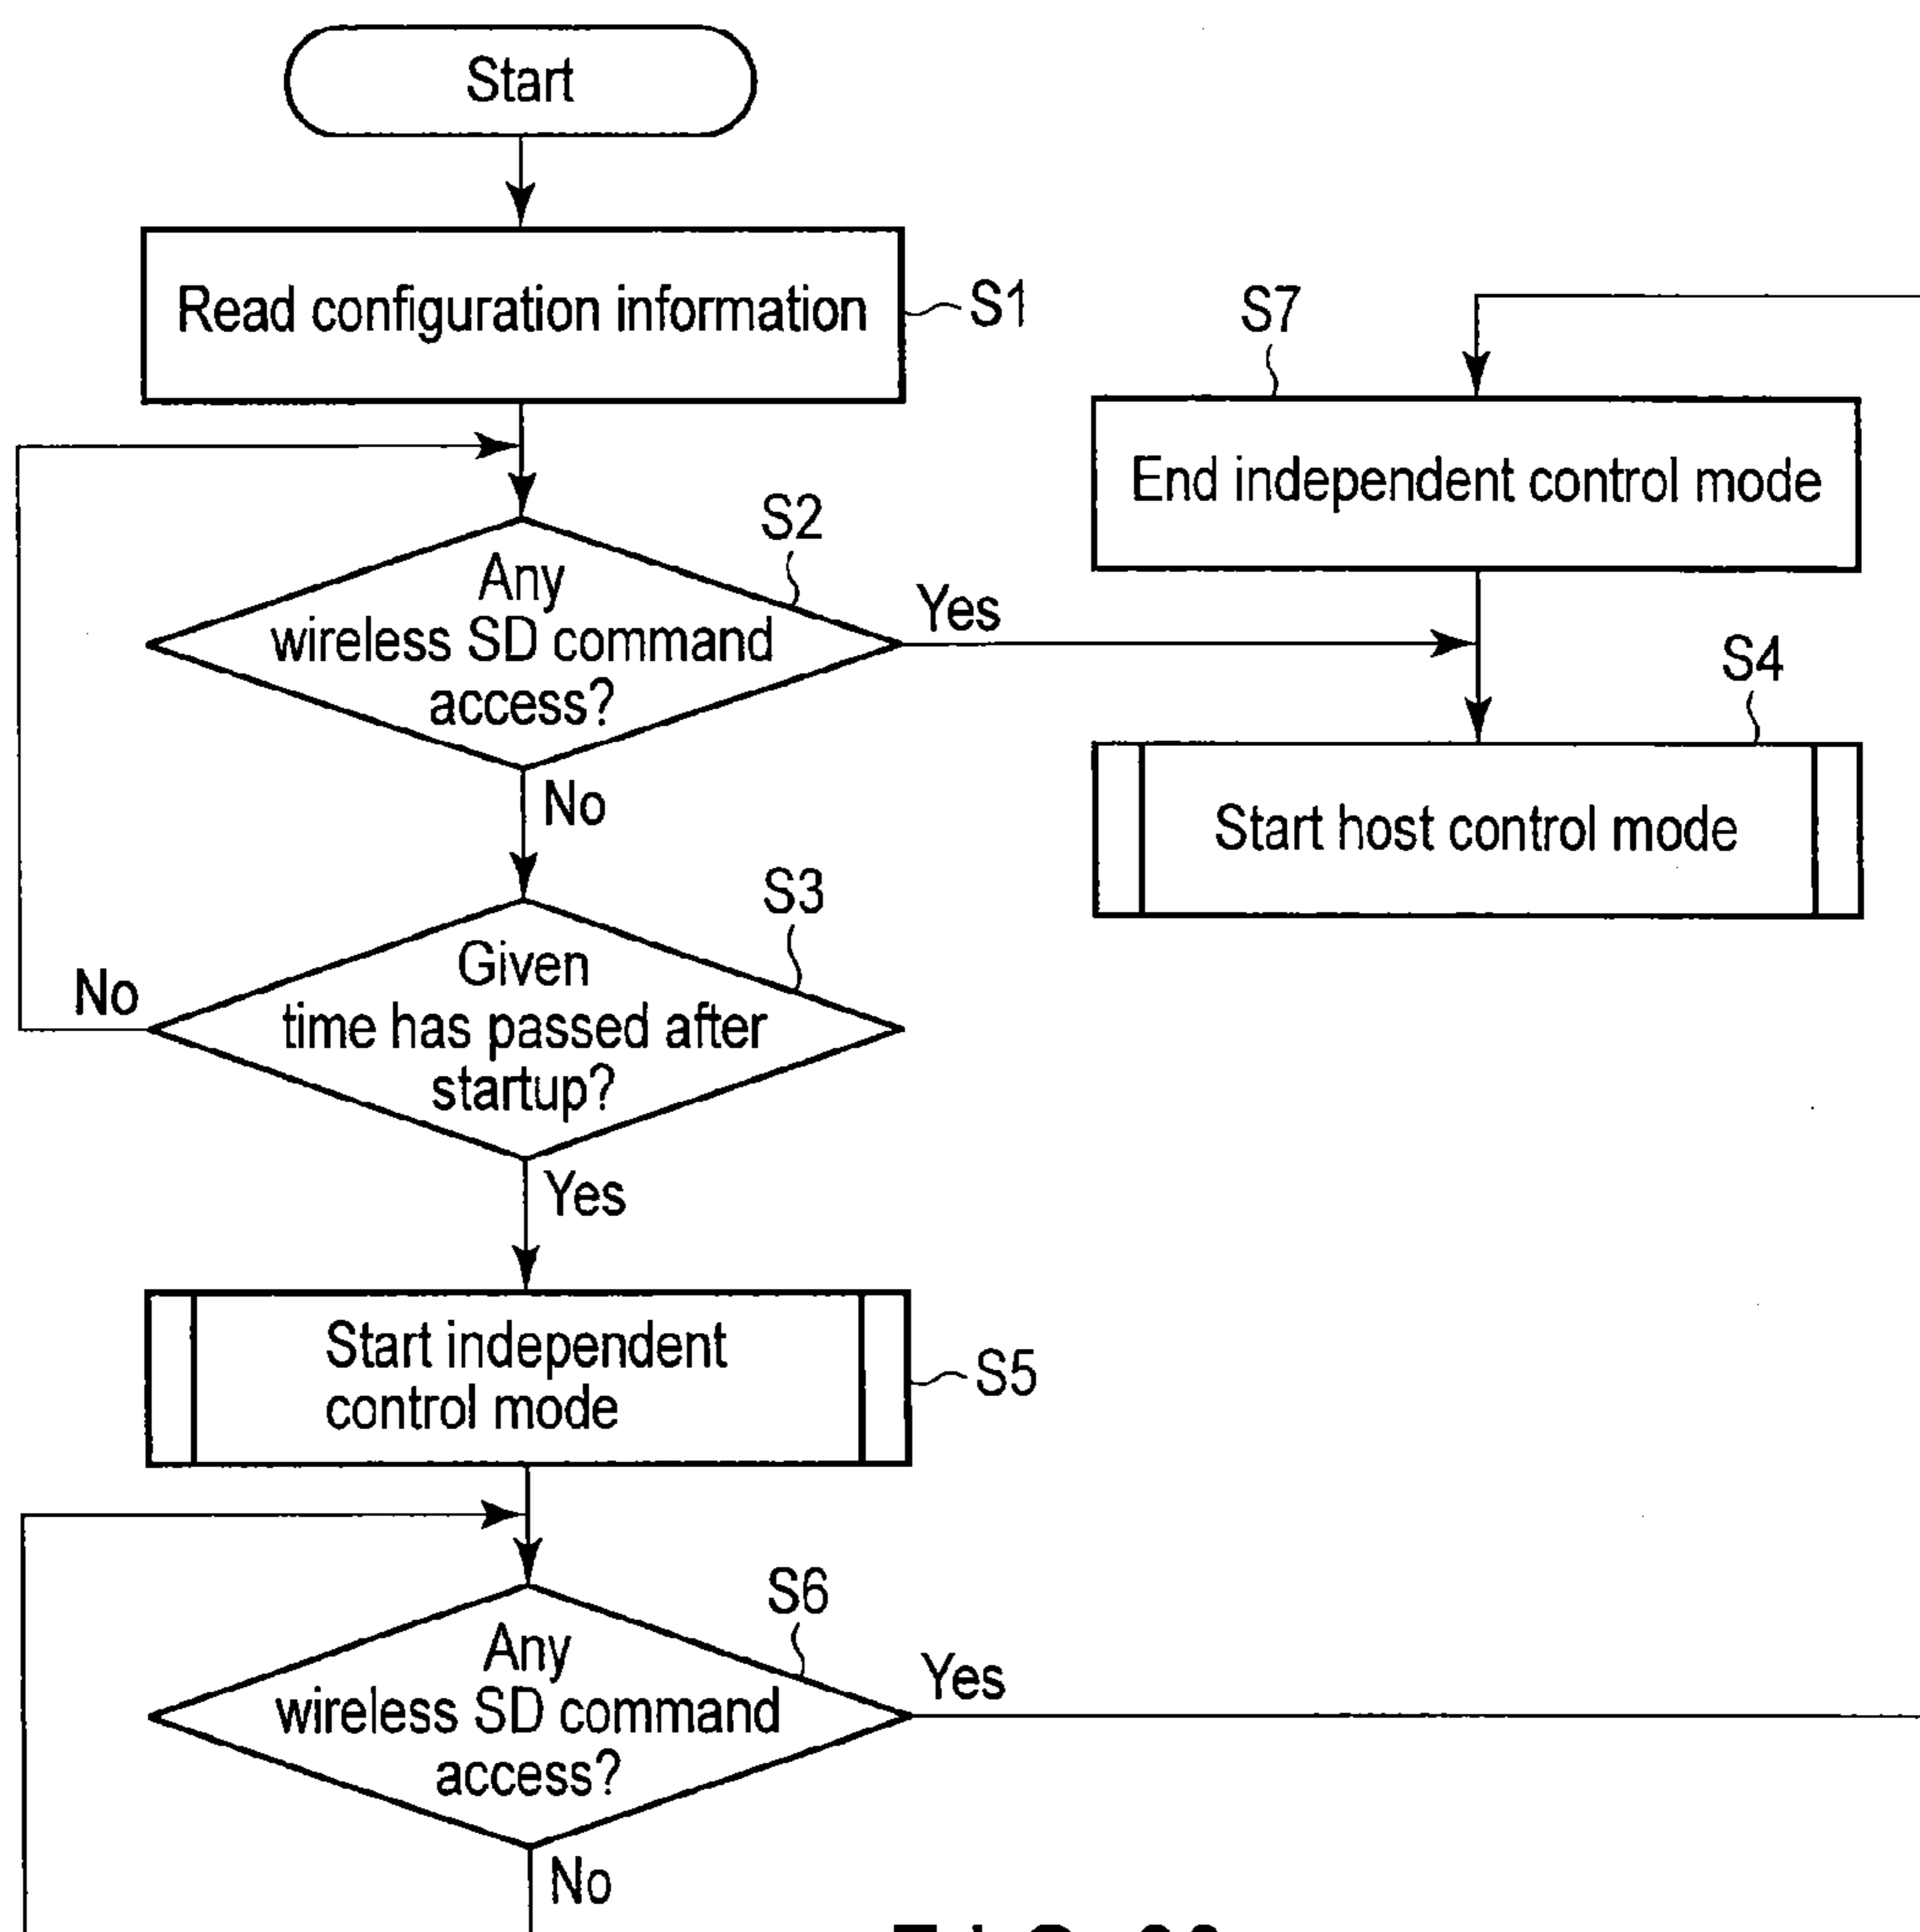 Start
Read configuration information
S1
S2
Any
wireless SD command
access?
Yes
No
S3
Given
time has passed after
startup?
No
Yes
Start independent
control mode
S5
S6
Any
wireless SD command
access?
Yes
No
S7
End independent control mode
S4
Start host control mode